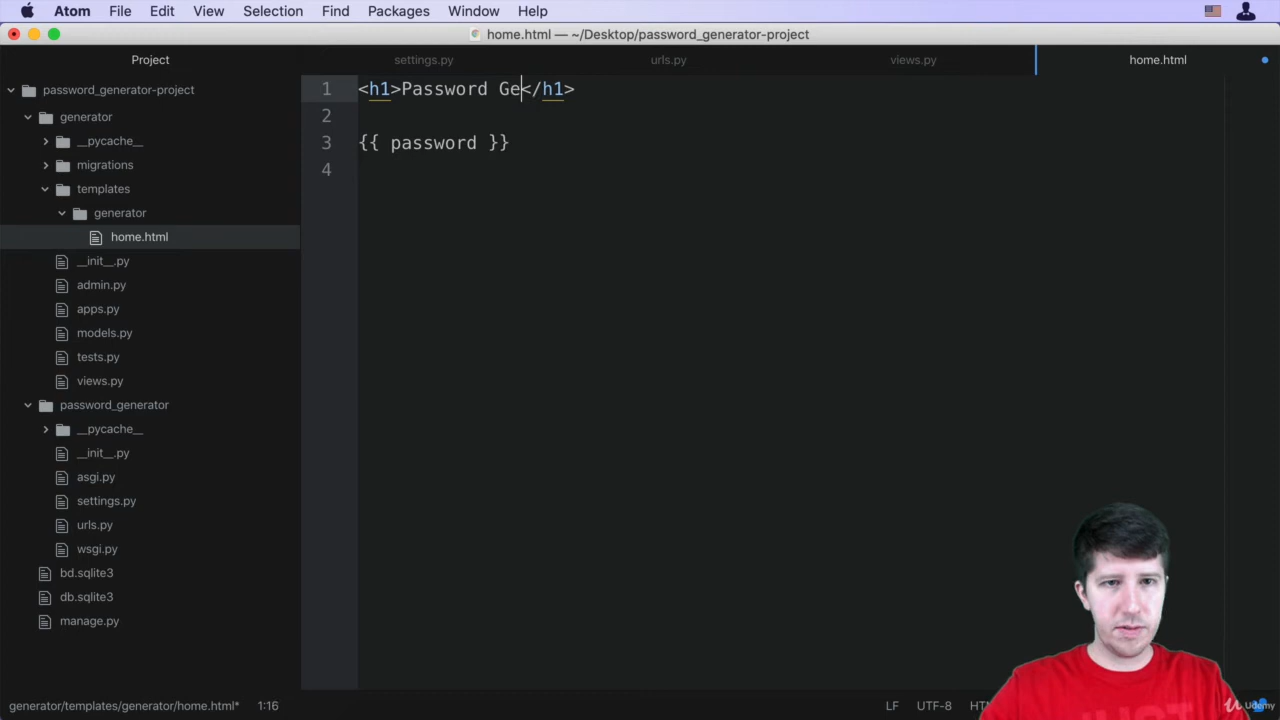 Atom File Edit View Selection Find Packages Window Help
home.html — ~/Desktop/password_generator-project
Project settings.py urls.py views.py home.html
password_generator-project
generator
__pycache__
migrations
templates
generator
home.html
__init__.py
admin.py
apps.py
models.py
tests.py
views.py
password_generator
__pycache__
__init__.py
asgi.py
settings.py
urls.py
wsgi.py
bd.sqlite3
db.sqlite3
manage.py
1 <h1>Password Ge</h1>
2
3 {{ password }}
4
generator/templates/generator/home.html* 1:16 LF UTF-8
Udemy